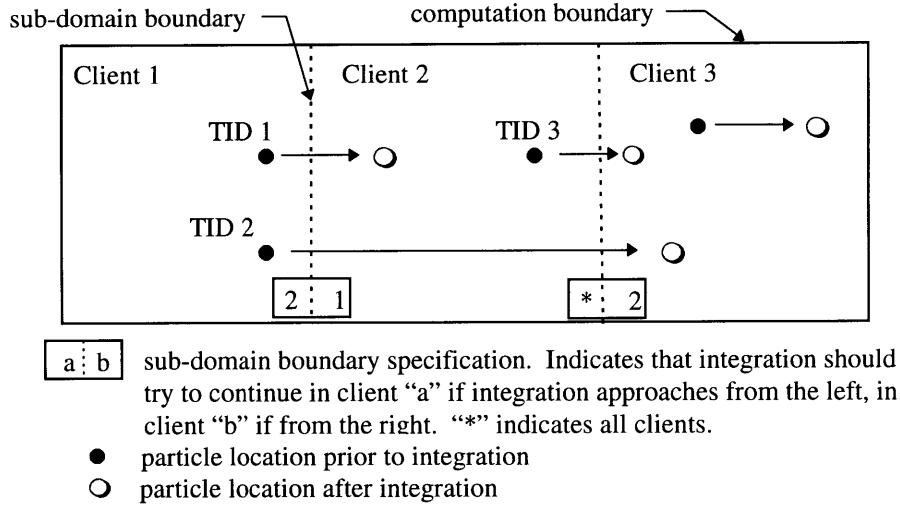 sub-domain boundary
computation boundary
Client 1
Client 2
Client 3
TID 1
TID 3
TID 2
2 1
* 2
a b
sub-domain boundary specification. Indicates that integration should
try to continue in client “a” if integration approaches from the left, in
client “b” if from the right. “*” indicates all clients.
particle location prior to integration
particle location after integration